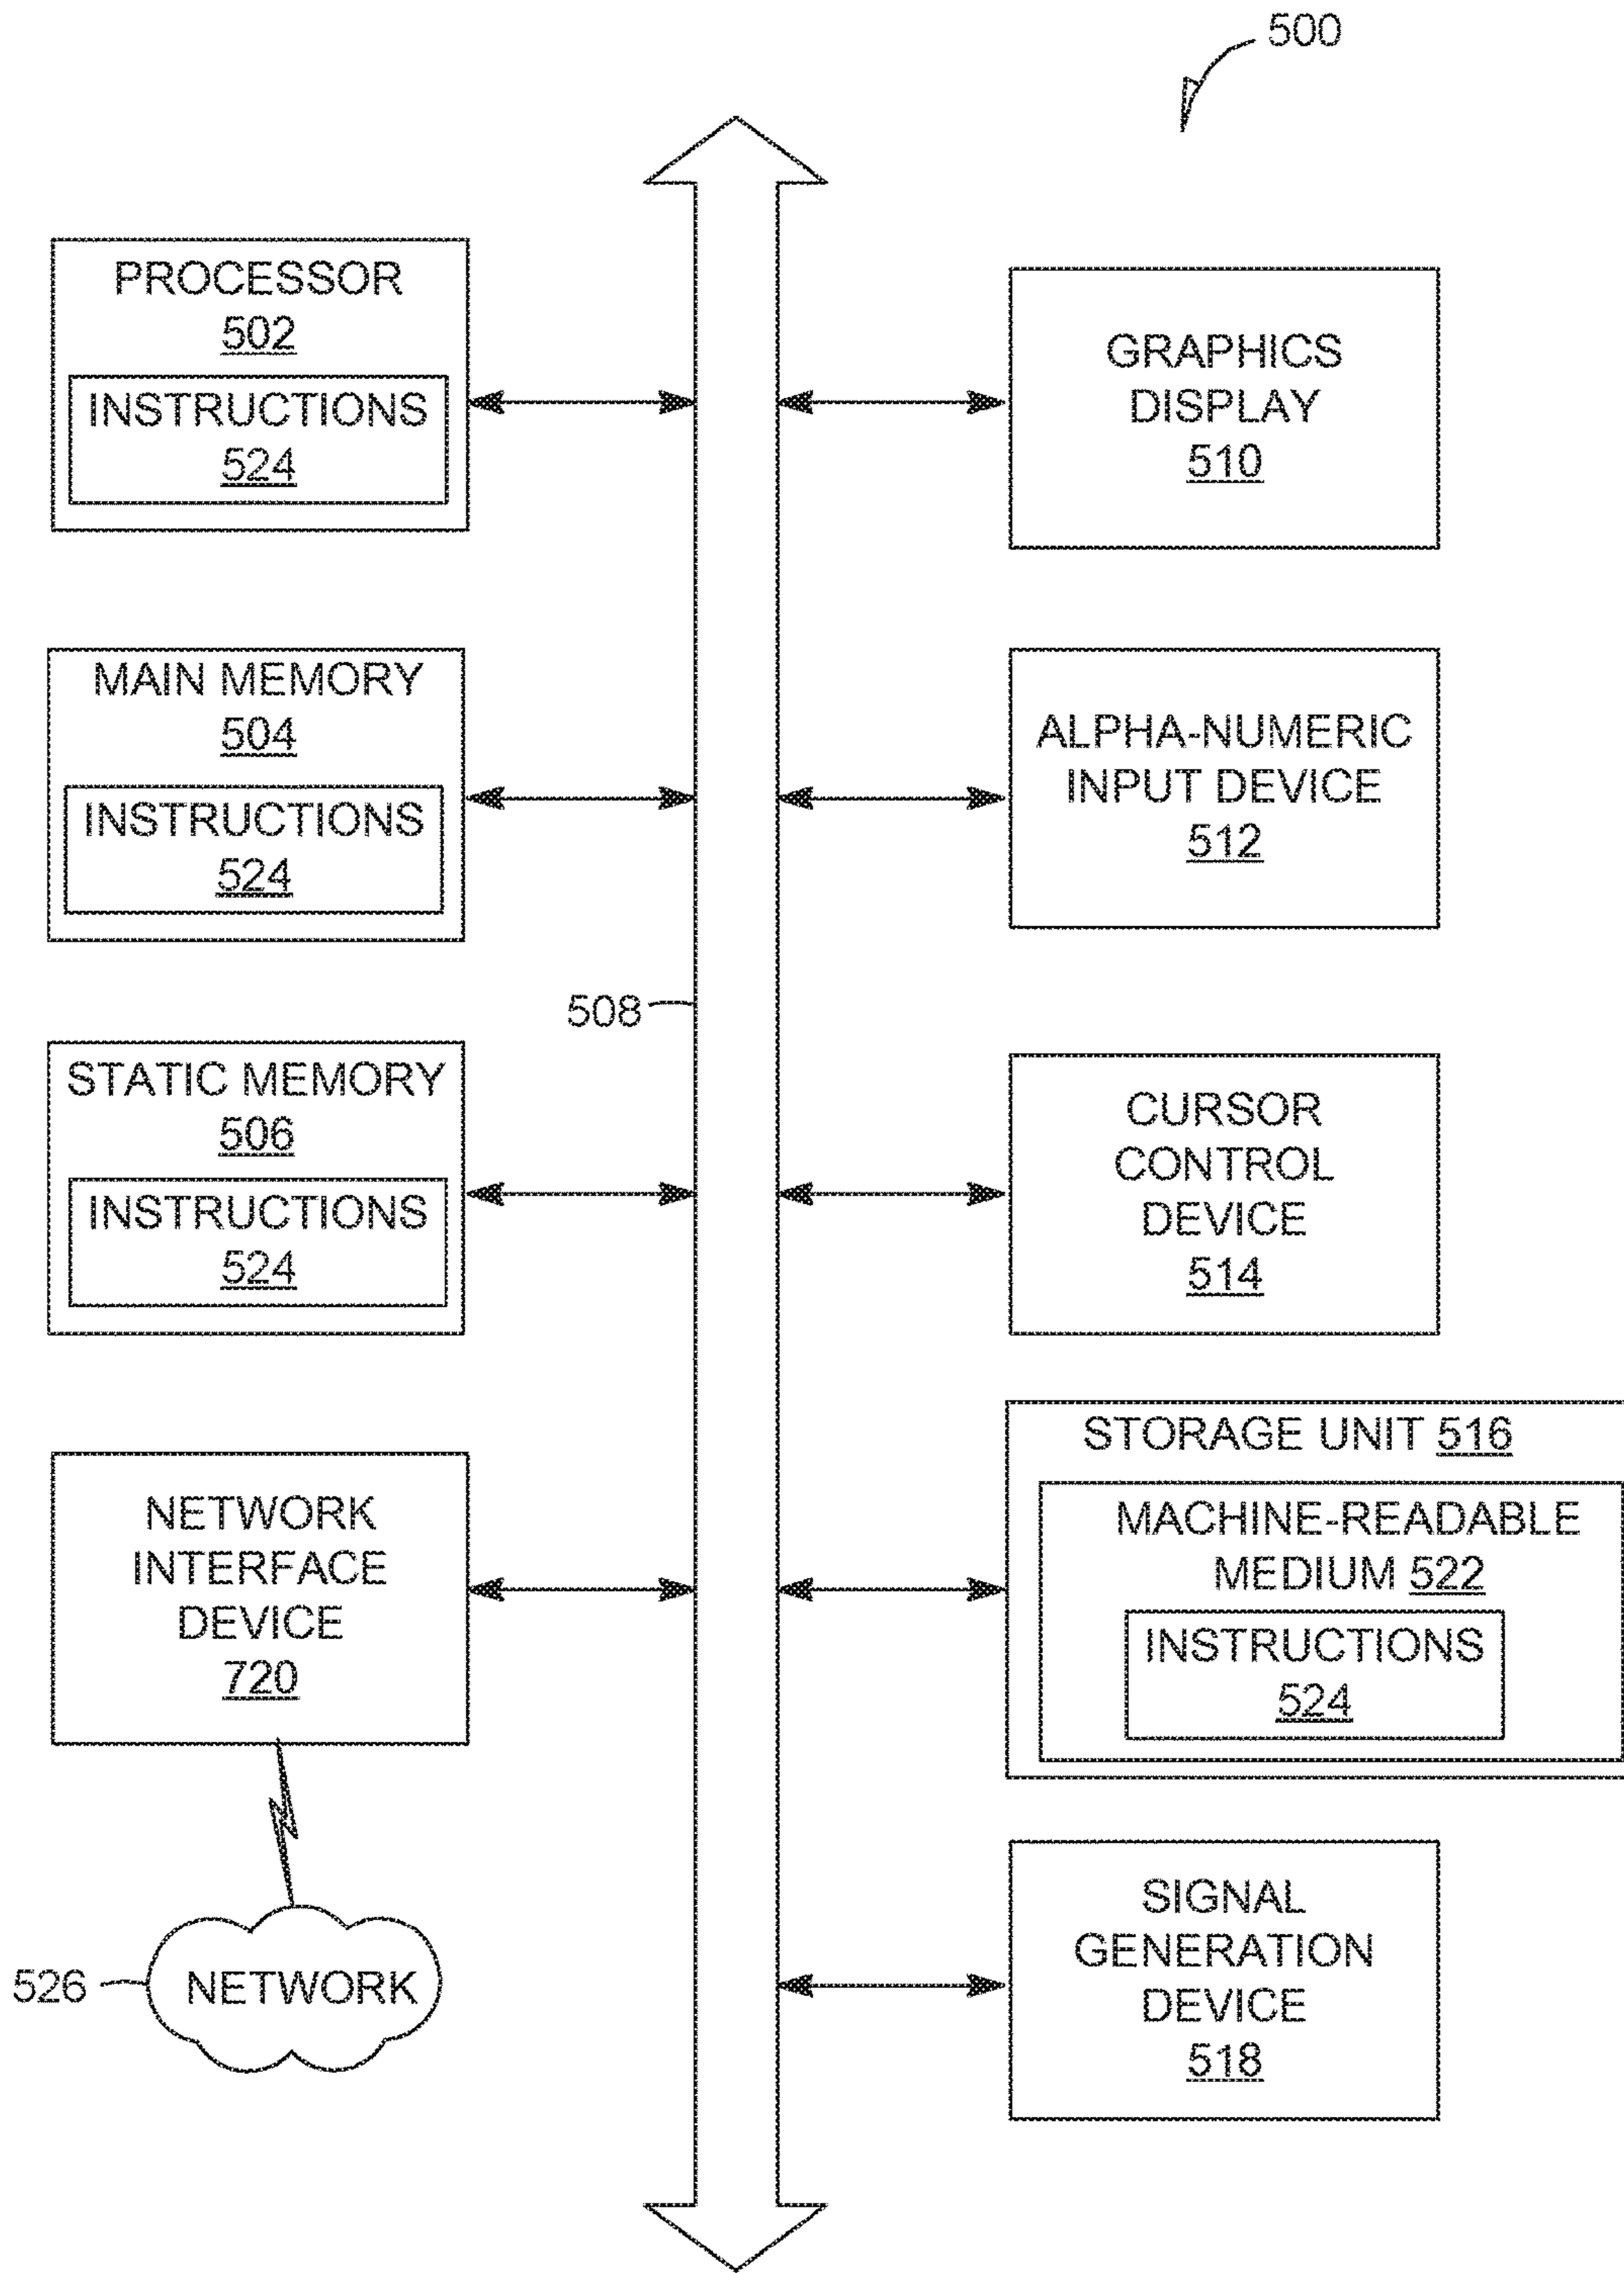 500
PROCESSOR
502
INSTRUCTIONS
524
MAIN MEMORY
504
INSTRUCTIONS
524
508
STATIC MEMORY
506
INSTRUCTIONS
524
NETWORK
INTERFACE
DEVICE
720
526
NETWORK
GRAPHICS
DISPLAY
510
ALPHA-NUMERIC
INPUT DEVICE
512
CURSOR
CONTROL
DEVICE
514
STORAGE UNIT 516
MACHINE-READABLE
MEDIUM 522
INSTRUCTIONS
524
SIGNAL
GENERATION
DEVICE
518